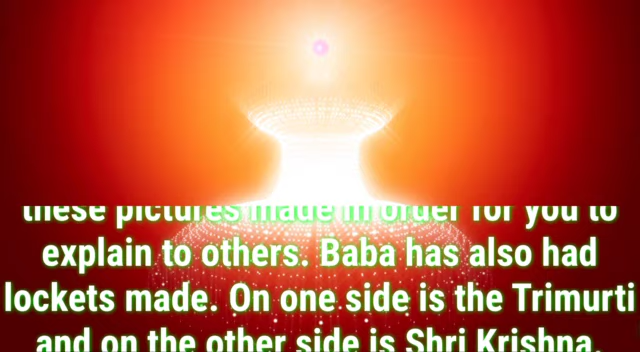 these pictures made in order for you to
explain to others. Baba has also had
lockets made. On one side is the Trimurti
and on the other side is Shri Krishna.